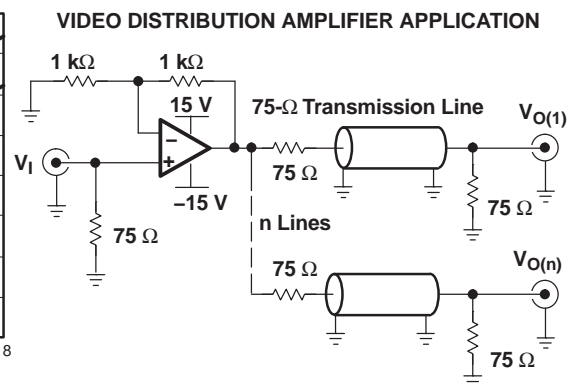 VIDEO DISTRIBUTION AMPLIFIER APPLICATION
1 kΩ
1 kΩ
15 V
75-Ω Transmission Line
VO(1)
VI
−
+
75 Ω
−15 V
75 Ω
75 Ω
n Lines
VO(n)
75 Ω
75 Ω
8